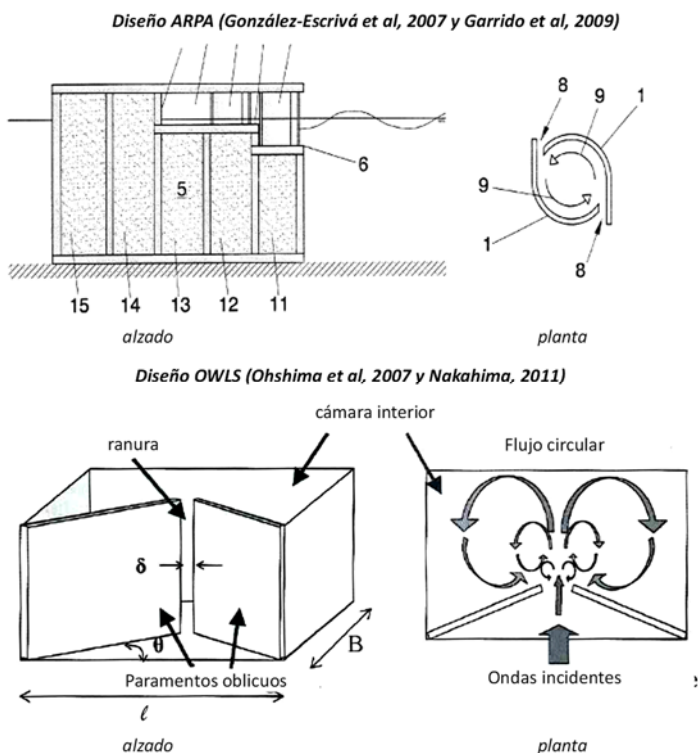 Diseño ARPA (González-Escrivá et al, 2007 y Garrido et al, 2009)
5
6
15 14 13 12 11
alzado
8
9
1
9
1
8
planta
Diseño OWLS (Ohshima et al, 2007 y Nakahima, 2011)
cámara interior
ranura
δ
θ
B
Paramentos oblicuos
ℓ
alzado
Flujo circular
Ondas incidentes
planta